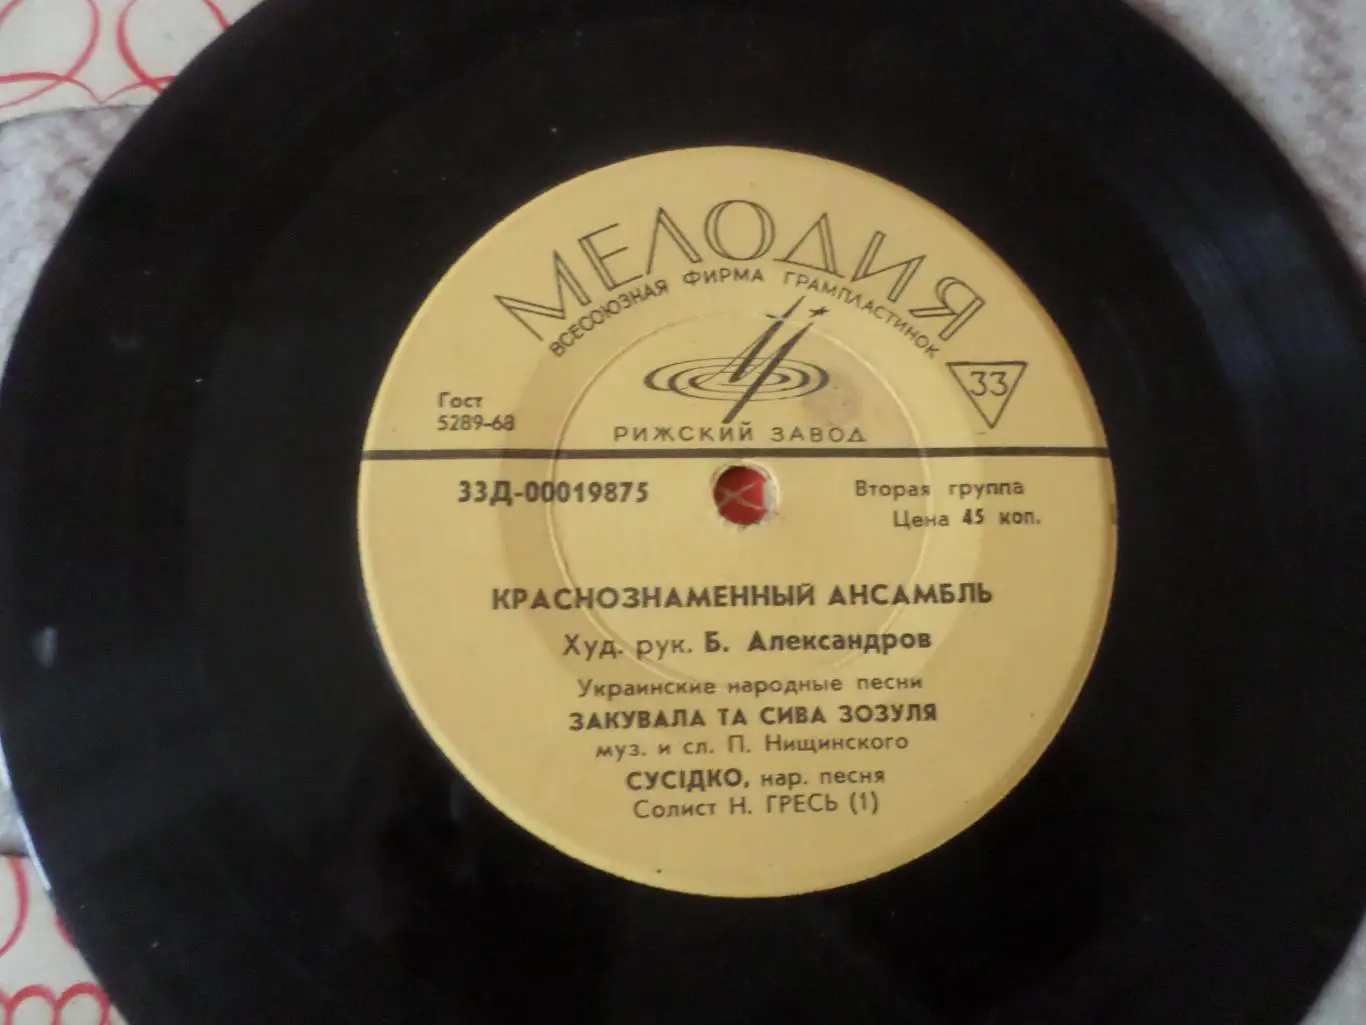 МЕЛОДИЯ
ВСЕСОЮЗНАЯ ФИРМА ГРАМПЛАСТИНОК
33
Гост
5289-68
РИЖСКИЙ ЗАВОД
33Д-00019875
Вторая группа
Цена 45 коп.
КРАСНОЗНАМЕННЫЙ АНСАМБЛЬ
Худ. рук. Б. Александров
Украинские народные песни
ЗАКУВАЛА ТА СИВА ЗОЗУЛЯ
муз. и сл. П. Нищинского
СУСІДКО, нар. песня
Солист Н. ГРЕСЬ (1)